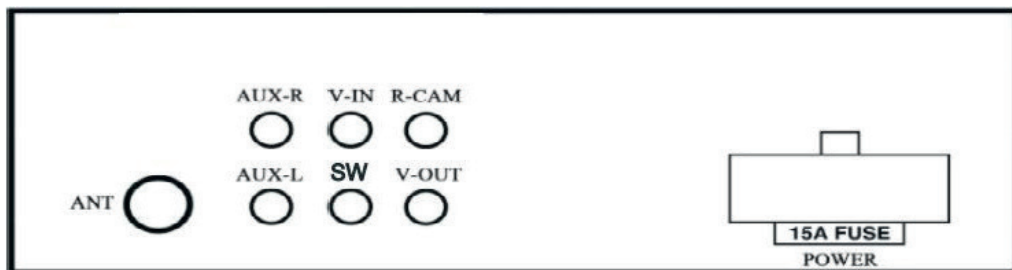 AUX-R V-IN R-CAM
AUX-L SW V-OUT
ANT
15A FUSE
POWER